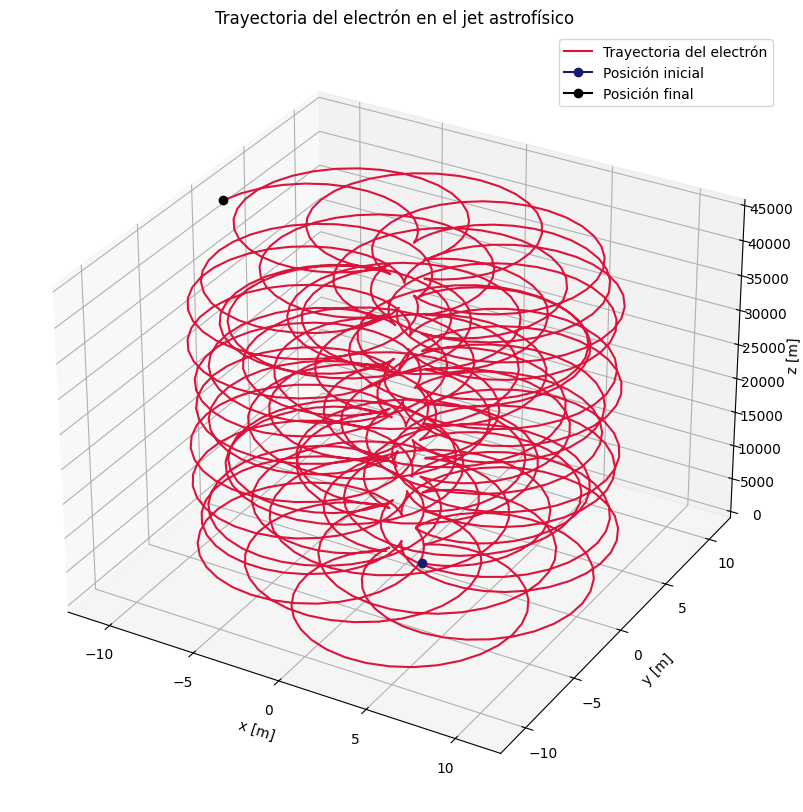 Trayectoria del electrón en el jet astrofísico
Trayectoria del electrón
Posición inicial
Posición final
45000
40000
35000
30000
25000
20000
15000
10000
5000
0
z [m]
10
5
0
−5
−10
y [m]
−10
−5
0
5
10
x [m]